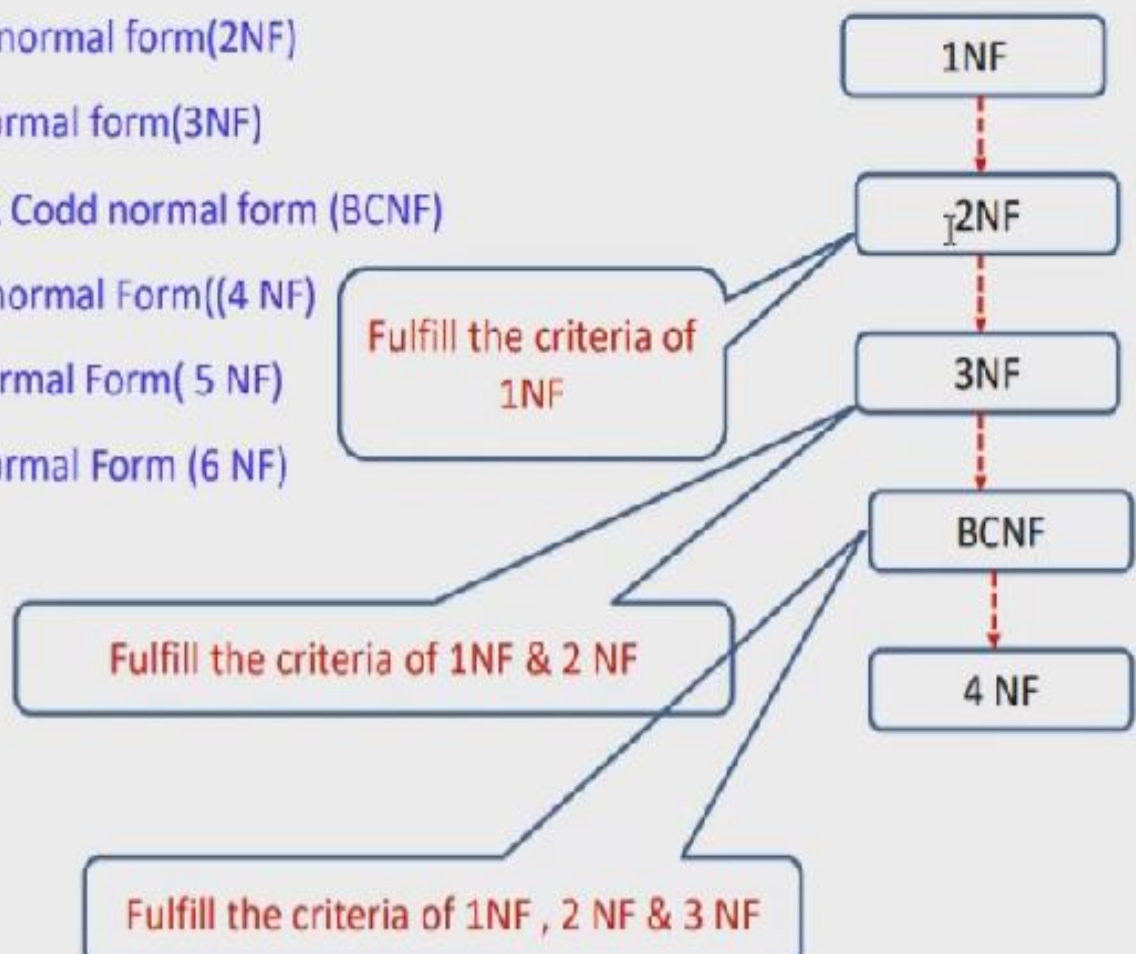 normal form(2NF)
ormal form(3NF)
Codd normal form (BCNF)
normal Form((4 NF)
rmal Form( 5 NF)
ormal Form (6 NF)
1NF
2NF
Fulfill the criteria of
1NF
3NF
BCNF
Fulfill the criteria of 1NF & 2 NF
4 NF
Fulfill the criteria of 1NF , 2 NF & 3 NF